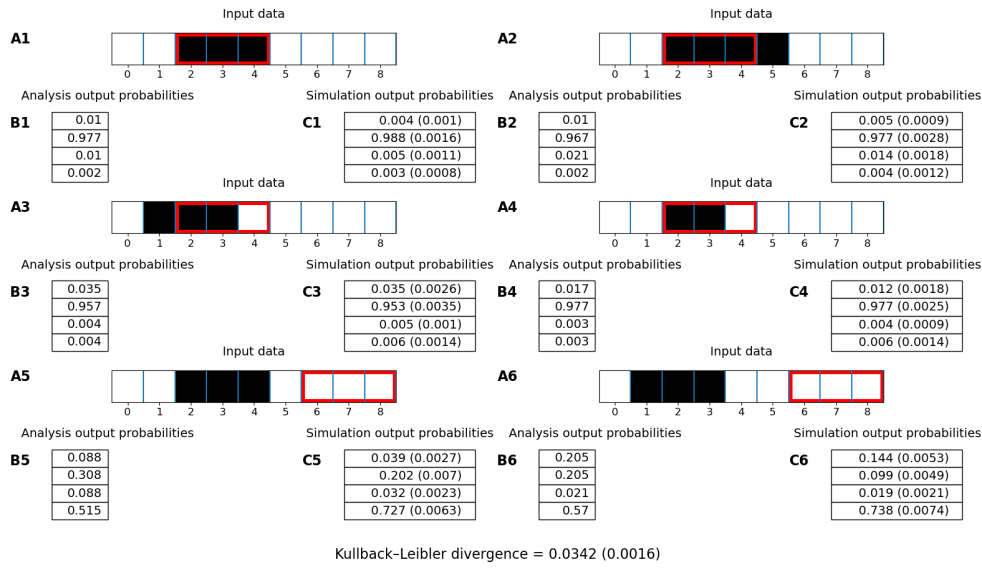 Input data
Input data
A1
A2
0 1 2 3 4 5 6 7 8
0 1 2 3 4 5 6 7 8
Analysis output probabilities
Simulation output probabilities
Analysis output probabilities
Simulation output probabilities
B1
0.01
0.977
0.01
0.002
C1
0.004 (0.001)
0.988 (0.0016)
0.005 (0.0011)
0.003 (0.0008)
B2
0.01
0.967
0.021
0.002
C2
0.005 (0.0009)
0.977 (0.0028)
0.014 (0.0018)
0.004 (0.0012)
Input data
Input data
A3
A4
0 1 2 3 4 5 6 7 8
0 1 2 3 4 5 6 7 8
Analysis output probabilities
Simulation output probabilities
Analysis output probabilities
Simulation output probabilities
B3
0.035
0.957
0.004
0.004
C3
0.035 (0.0026)
0.953 (0.0035)
0.005 (0.001)
0.006 (0.0014)
B4
0.017
0.977
0.003
0.003
C4
0.012 (0.0018)
0.977 (0.0025)
0.004 (0.0009)
0.006 (0.0014)
Input data
Input data
A5
A6
0 1 2 3 4 5 6 7 8
0 1 2 3 4 5 6 7 8
Analysis output probabilities
Simulation output probabilities
Analysis output probabilities
Simulation output probabilities
B5
0.088
0.308
0.088
0.515
C5
0.039 (0.0027)
0.202 (0.007)
0.032 (0.0023)
0.727 (0.0063)
B6
0.205
0.205
0.021
0.57
C6
0.144 (0.0053)
0.099 (0.0049)
0.019 (0.0021)
0.738 (0.0074)
Kullback–Leibler divergence = 0.0342 (0.0016)